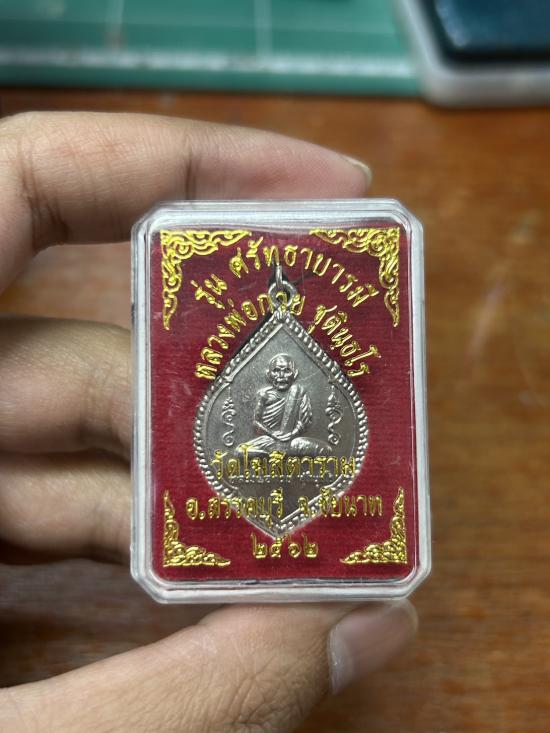 รุ่น ศรัทธาบารมี
หลวงพ่อกวย ชุตินฺธโร
วัดโฆสิตาราม
อ.สรรคบุรี จ.ชัยนาท
๒๕๖๒